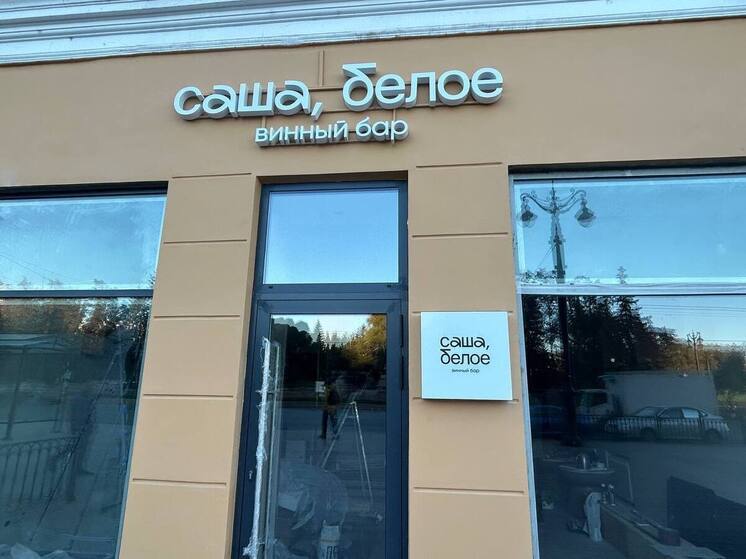 саша, белое
винный бар
саша,
белое
винный бар